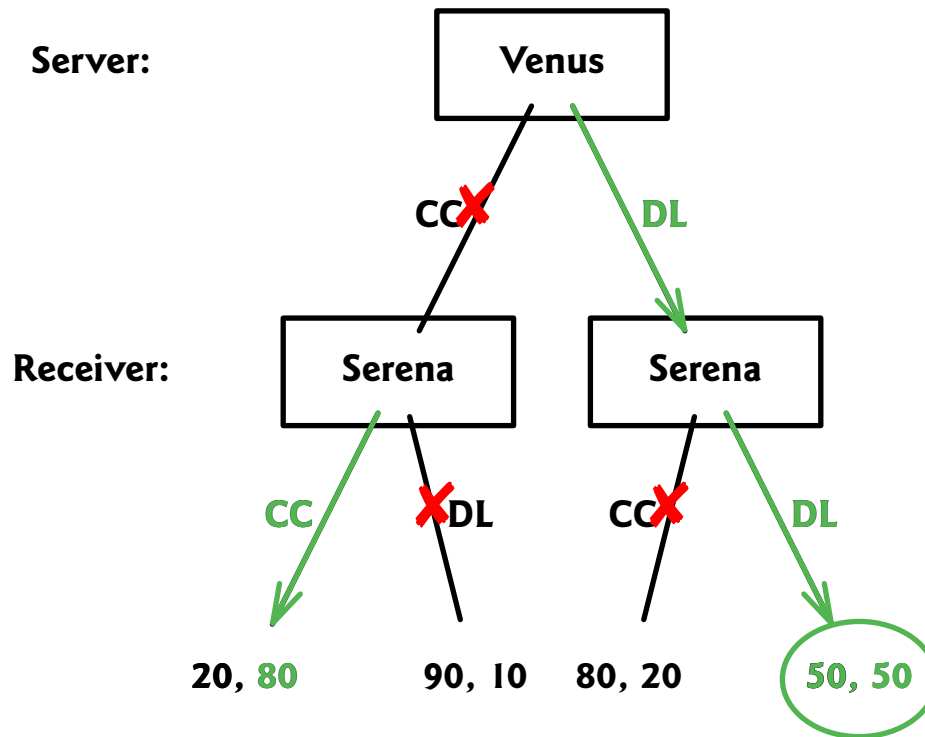 Server: Venus
CC DL
Receiver: Serena Serena
CC DL CC DL
20, 80 90, 10 80, 20 50, 50